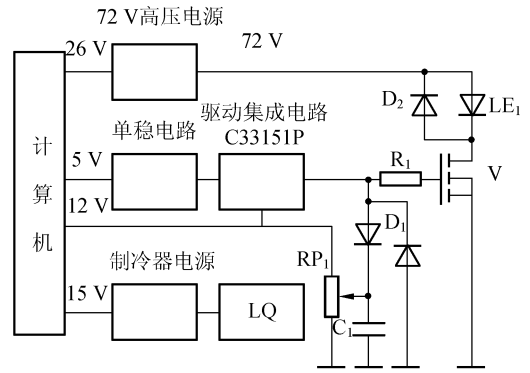 72 V高压电源
26 V
72 V
D2
LE1
驱动集成电路
C33151P
单稳电路
计算机
5 V
R1
V
12 V
D1
制冷器电源
RP1
15 V
LQ
C1